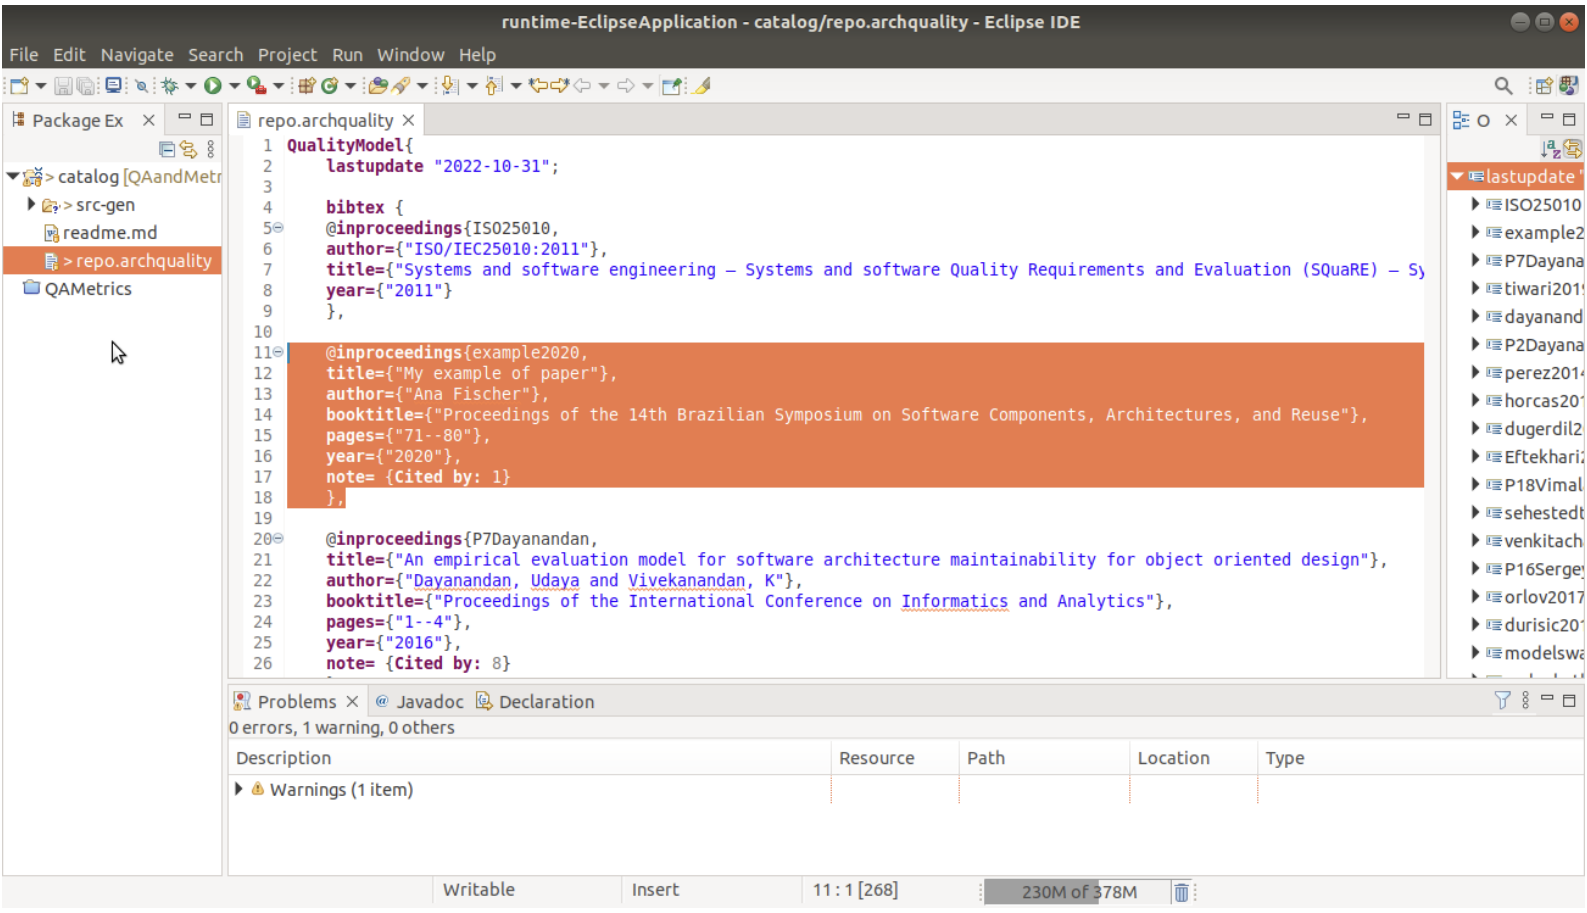 runtime-EclipseApplication - catalog/repo.archquality - Eclipse IDE
File Edit Navigate Search Project Run Window Help
Package Ex
> catalog [QAandMetr
> src-gen
readme.md
> repo.archquality
QAMetrics
repo.archquality
1 QualityModel{
2 lastupdate "2022-10-31";
3
4 bibtex {
5 @inproceedings{ISO25010,
6 author={"ISO/IEC25010:2011"},
7 title={"Systems and software engineering – Systems and software Quality Requirements and Evaluation (SQuaRE) – Sy
8 year={"2011"}
9 },
10
11 @inproceedings{example2020,
12 title={"My example of paper"},
13 author={"Ana Fischer"},
14 booktitle={"Proceedings of the 14th Brazilian Symposium on Software Components, Architectures, and Reuse"},
15 pages={"71--80"},
16 year={"2020"},
17 note= {Cited by: 1}
18 },
19
20 @inproceedings{P7Dayanandan,
21 title={"An empirical evaluation model for software architecture maintainability for object oriented design"},
22 author={"Dayanandan, Udaya and Vivekanandan, K"},
23 booktitle={"Proceedings of the International Conference on Informatics and Analytics"},
24 pages={"1--4"},
25 year={"2016"},
26 note= {Cited by: 8}
O
lastupdate "
ISO25010
example2
P7Dayana
tiwari201
dayanand
P2Dayana
perez2014
horcas201
dugerdil2
Eftekhari2
P18Vimal
sehestedt
venkitach
P16Sergey
orlov2017
durisic201
modelswa
Problems
@ Javadoc
Declaration
0 errors, 1 warning, 0 others
Description Resource Path Location Type
Warnings (1 item)
Writable Insert 11 : 1 [268] 230M of 378M